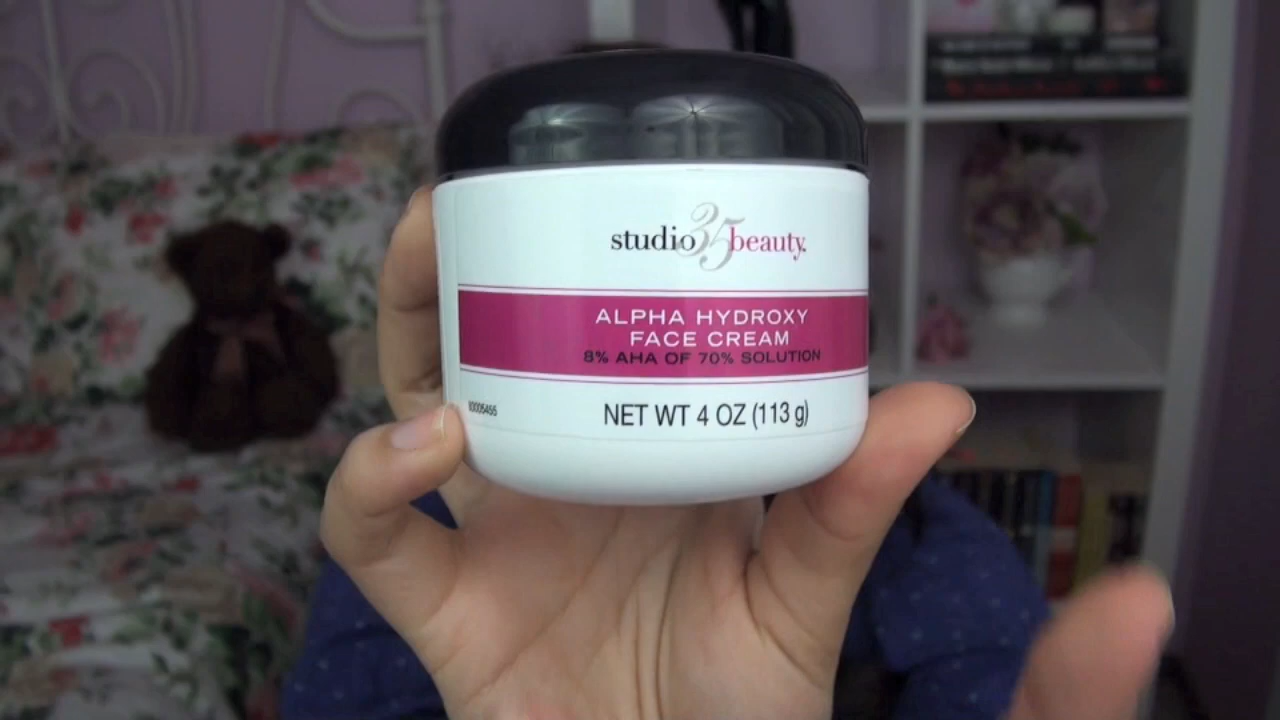 studio 35 beauty.
ALPHA HYDROXY
FACE CREAM
8% AHA OF 70% SOLUTION
NET WT 4 OZ (113 g)